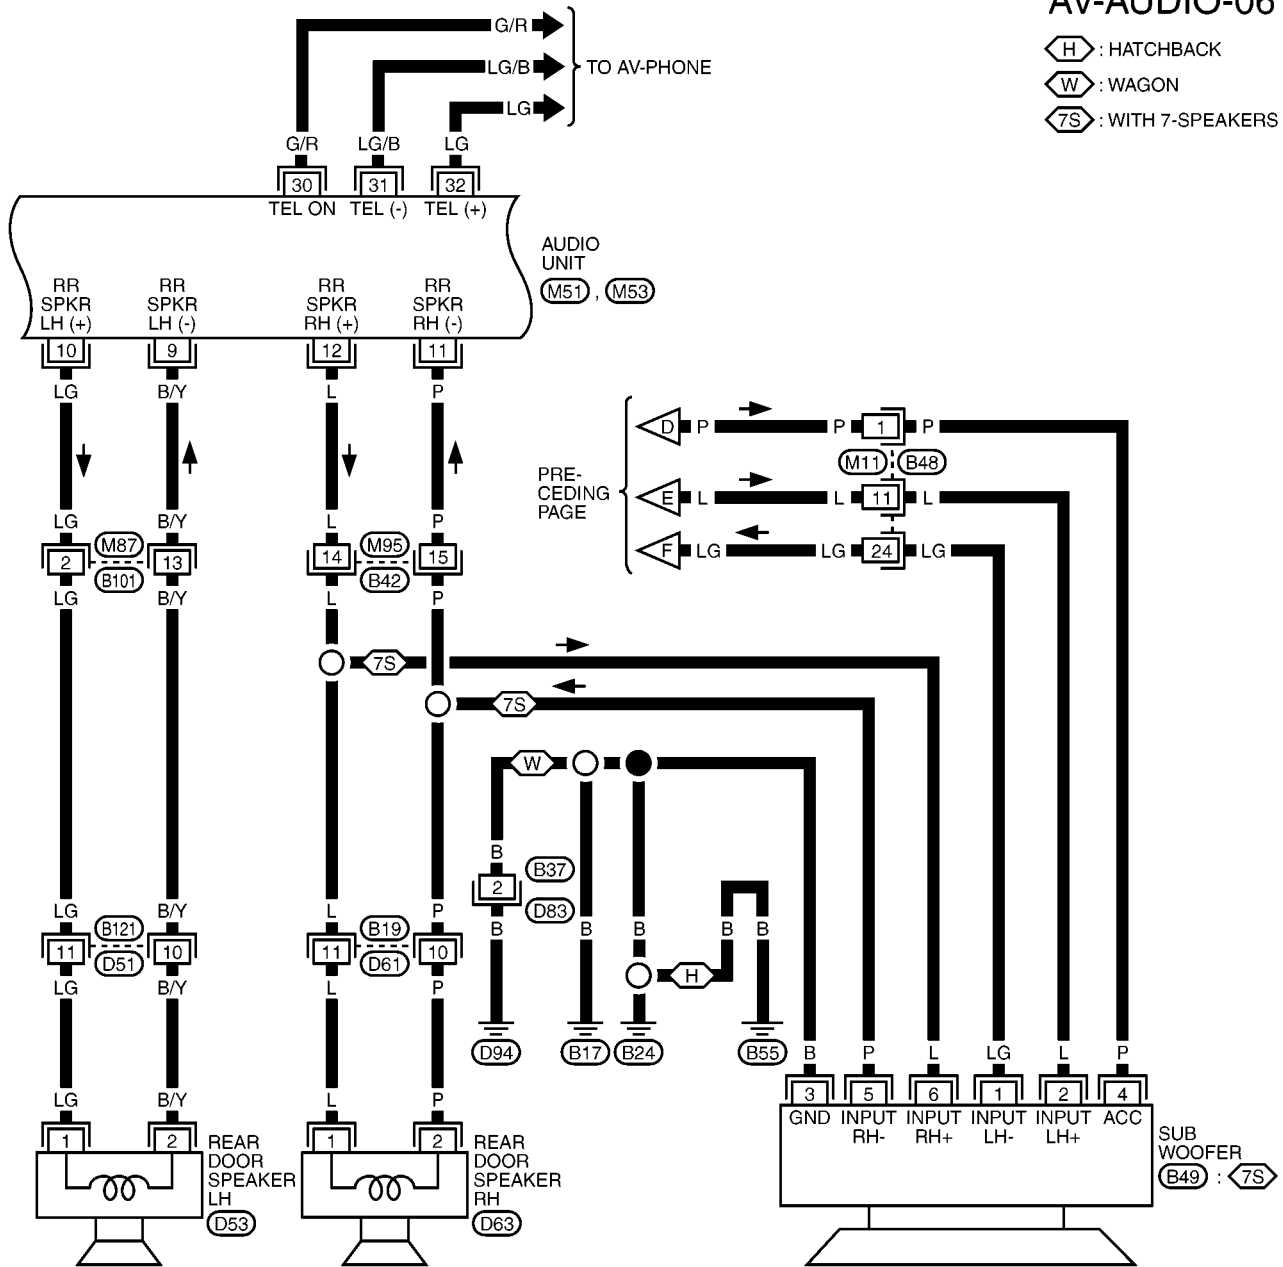 AV-AUDIO-06
H : HATCHBACK
W : WAGON
7S : WITH 7-SPEAKERS
G/R
LG/B
LG
TO AV-PHONE
G/R LG/B LG
30 31 32
TEL ON TEL (-) TEL (+)
AUDIO
UNIT
M51 , M53
RR RR RR RR
SPKR SPKR SPKR SPKR
LH (+) LH (-) RH (+) RH (-)
10 9 12 11
LG B/Y L P
D P P 1 P
M11 B48
PRE-
CEDING
PAGE
E L L 11 L
F LG LG 24 LG
LG B/Y L P
M87 M95
2 13 14 15
B101 B42
LG B/Y L P
7S
7S
W
B
B37
2
D83
LG B/Y L P
B121 B19
11 10 11 10
D51 D61
B B B B B
H
LG B/Y L P
D94 B17 B24 B55
B P L LG L P
3 5 6 1 2 4
GND INPUT INPUT INPUT INPUT ACC
RH- RH+ LH- LH+
LG B/Y L P
1 2 1 2
REAR
DOOR
SPEAKER
LH
D53
REAR
DOOR
SPEAKER
RH
D63
SUB
WOOFER
B49 : 7S